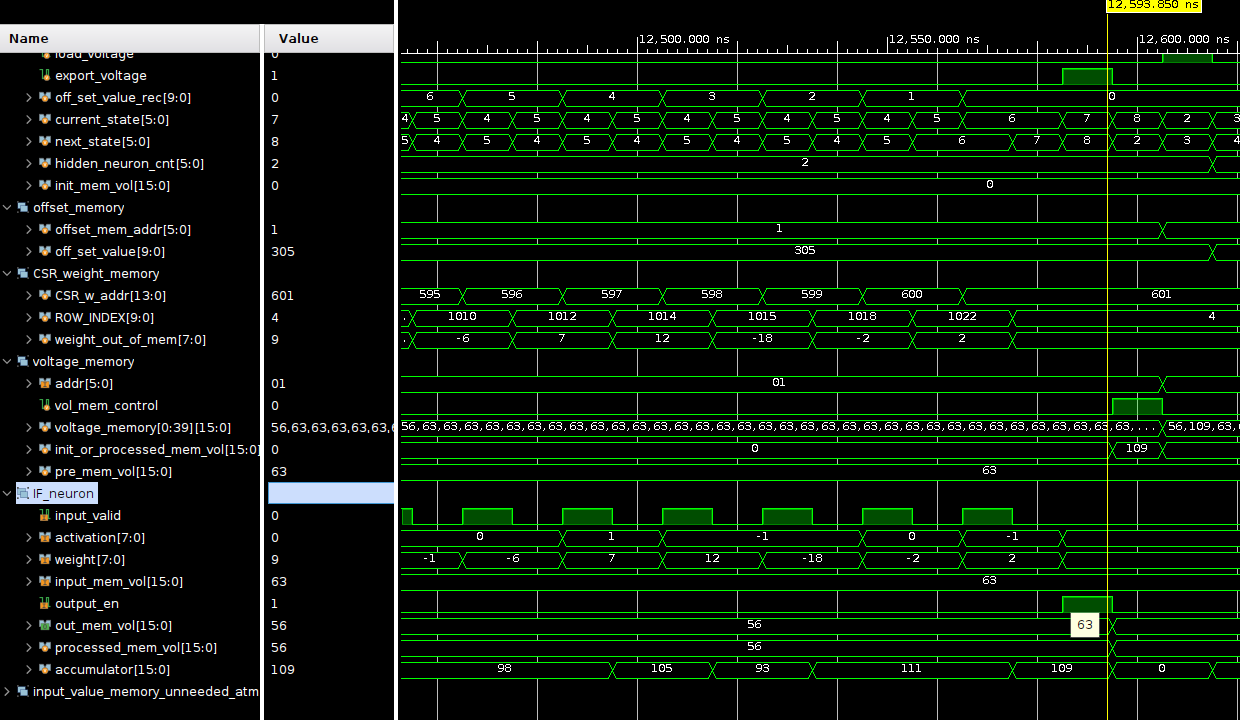 12,593.850 ns
Name Value 12,500.000 ns 12,550.000 ns 12,600.000 ns
load_voltage 0
export_voltage 1
off_set_value_rec[9:0] 0 6 5 4 3 2 1 0
current_state[5:0] 7 4 5 4 5 4 5 4 5 4 5 4 5 6 7 8 2 3
next_state[5:0] 8 5 4 5 4 5 4 5 4 5 4 5 6 7 8 2 3 4
hidden_neuron_cnt[5:0] 2 2
init_mem_vol[15:0] 0 0
offset_memory
offset_mem_addr[5:0] 1 1
off_set_value[9:0] 305 305
CSR_weight_memory
CSR_w_addr[13:0] 601 595 596 597 598 599 600 601
ROW_INDEX[9:0] 4 . 1010 1012 1014 1015 1018 1022 4
weight_out_of_mem[7:0] 9 . -6 7 12 -18 -2 2
voltage_memory
addr[5:0] 01 01
vol_mem_control 0
voltage_memory[0:39][15:0] 56,63,63,63,63,63,6 56,63,63,63,63,63,63,63,63,63,63,63,63,63,63,63,63,63,63,63,63,63,63,63,63,63,... 56,109,63,6
init_or_processed_mem_vol[15:0] 0 0 109
pre_mem_vol[15:0] 63 63
IF_neuron
input_valid 0
activation[7:0] 0 0 1 -1 0 -1
weight[7:0] 9 -1 -6 7 12 -18 -2 2
input_mem_vol[15:0] 63 63
output_en 1
out_mem_vol[15:0] 56 56 63
processed_mem_vol[15:0] 56 56
accumulator[15:0] 109 98 105 93 111 109 0
input_value_memory_unneeded_atm